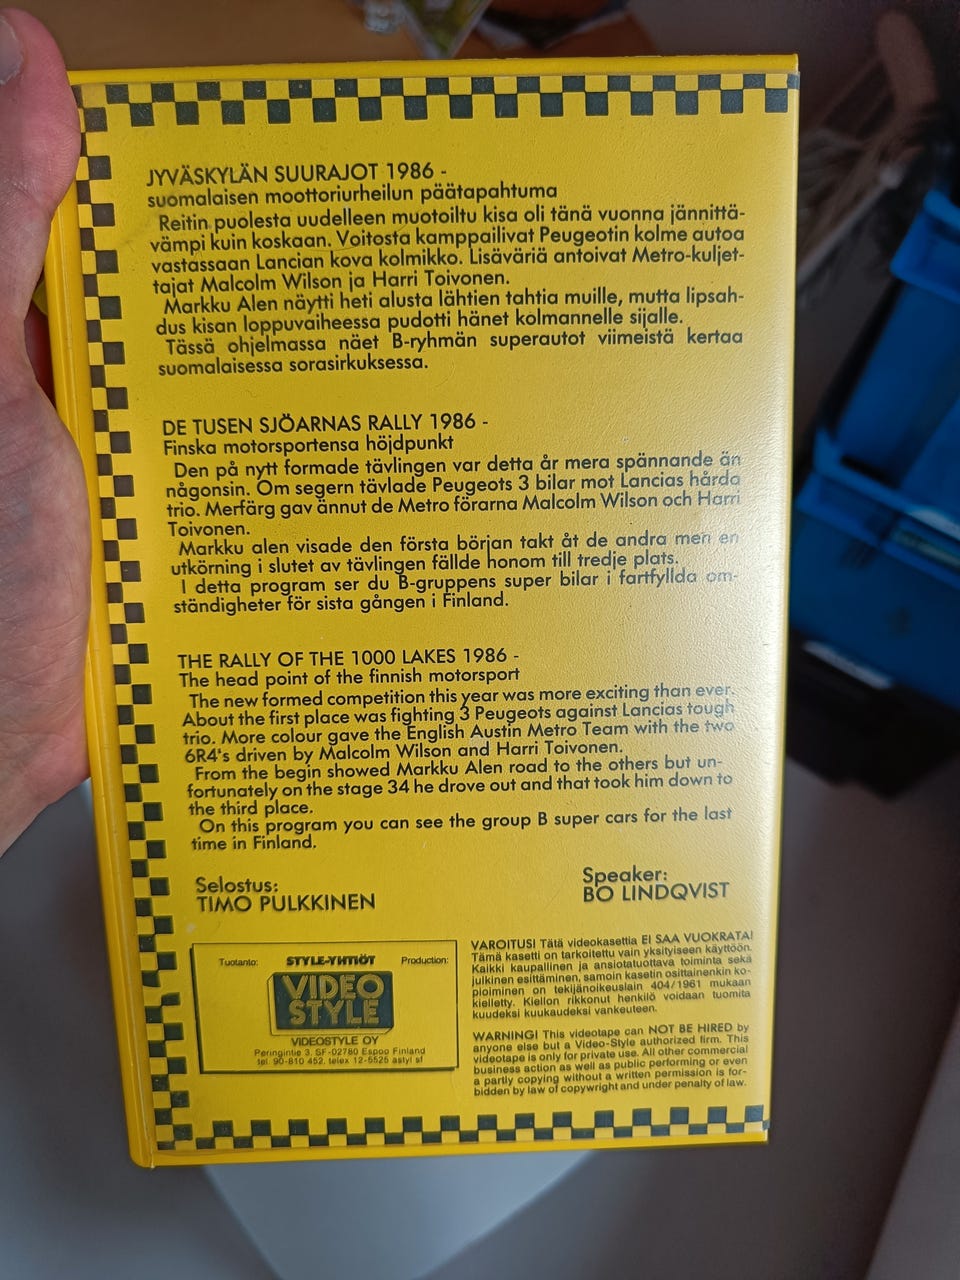 JYVÄSKYLÄN SUURAJOT 1986 -
suomalaisen moottoriurheilun päätapahtuma
Reitin puolesta uudelleen muotoiltu kisa oli tänä vuonna jännittä-
vämpi kuin koskaan. Voitosta kamppailivat Peugeotin kolme autoa
vastassaan Lancian kova kolmikko. Lisäväriä antoivat Metro-kuljet-
tajat Malcolm Wilson ja Harri Toivonen.
Markku Alen näytti heti alusta lähtien tahtia muille, mutta lipsah-
dus kisan loppuvaiheessa pudotti hänet kolmannelle sijalle.
Tässä ohjelmassa näet B-ryhmän superautot viimeistä kertaa
suomalaisessa sorasirkuksessa.
DE TUSEN SJÖARNAS RALLY 1986 -
Finska motorsportensa höjdpunkt
Den på nytt formade tävlingen var detta år mera spännande än
någonsin. Om segern tävlade Peugeots 3 bilar mot Lancias hårda
trio. Merfärg gav ännut de Metro förarna Malcolm Wilson och Harri
Toivonen.
Markku alen visade den första början takt åt de andra men en
utkörning i slutet av tävlingen fällde honom till tredje plats.
I detta program ser du B-gruppens super bilar i fartfyllda om-
ständigheter för sista gången i Finland.
THE RALLY OF THE 1000 LAKES 1986 -
The head point of the finnish motorsport
The new formed competition this year was more exciting than ever.
About the first place was fighting 3 Peugeots against Lancias tough
trio. More colour gave the English Austin Metro Team with the two
6R4's driven by Malcolm Wilson and Harri Toivonen.
From the begin showed Markku Alen road to the others but un-
fortunately on the stage 34 he drove out and that took him down to
the third place.
On this program you can see the group B super cars for the last
time in Finland.
Selostus:
TIMO PULKKINEN
Speaker:
BO LINDQVIST
Tuotanto: STYLE-YHTIÖT Production:
VIDEO
STYLE
VIDEOSTYLE OY
Peringintie 3, SF-02780 Espoo Finland
tel. 90-810 452, telex 12-5525 astyl sf
VAROITUS! Tätä videokasettia EI SAA VUOKRATA!
Tämä kasetti on tarkoitettu vain yksityiseen käyttöön.
Kaikki kaupallinen ja ansiotatuottava toiminta sekä
julkinen esittäminen, samoin kasetin osittainenkin ko-
pioiminen on tekijänoikeuslain 404/1961 mukaan
kielletty. Kiellon rikkonut henkilö voidaan tuomita
kuudeksi kuukaudeksi vankeuteen.
WARNING! This videotape can NOT BE HIRED by
anyone else but a Video-Style authorized firm. This
videotape is only for private use. All other commercial
business action as well as public performing or even
a partly copying without a written permission is for-
bidden by law of copywright and under penalty of law.